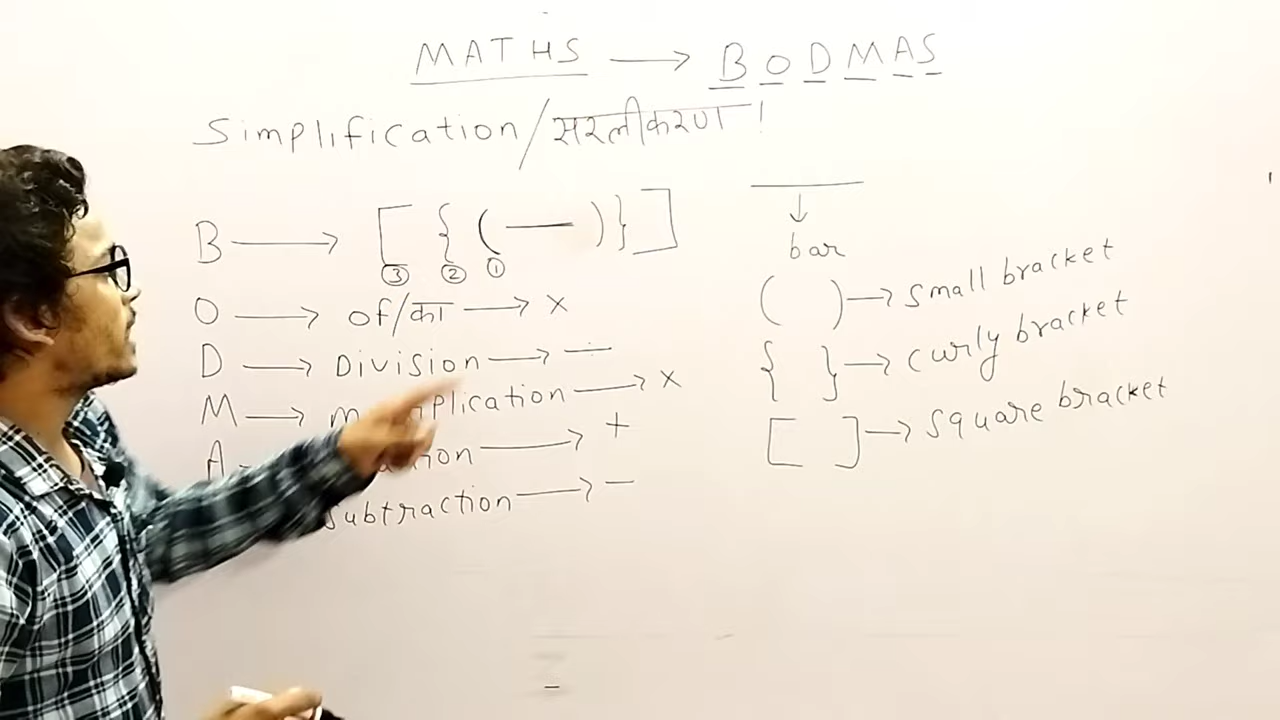 MATHS → BODMAS
Simplification/सरलीकरण!
B → [ { ( — ) } ]
③ ② ①
O → of/का → ×
D → Division → ÷
M → × 
A → +
subtraction → −
bar
( ) → small bracket
{ } → curly bracket
[ ] → square bracket